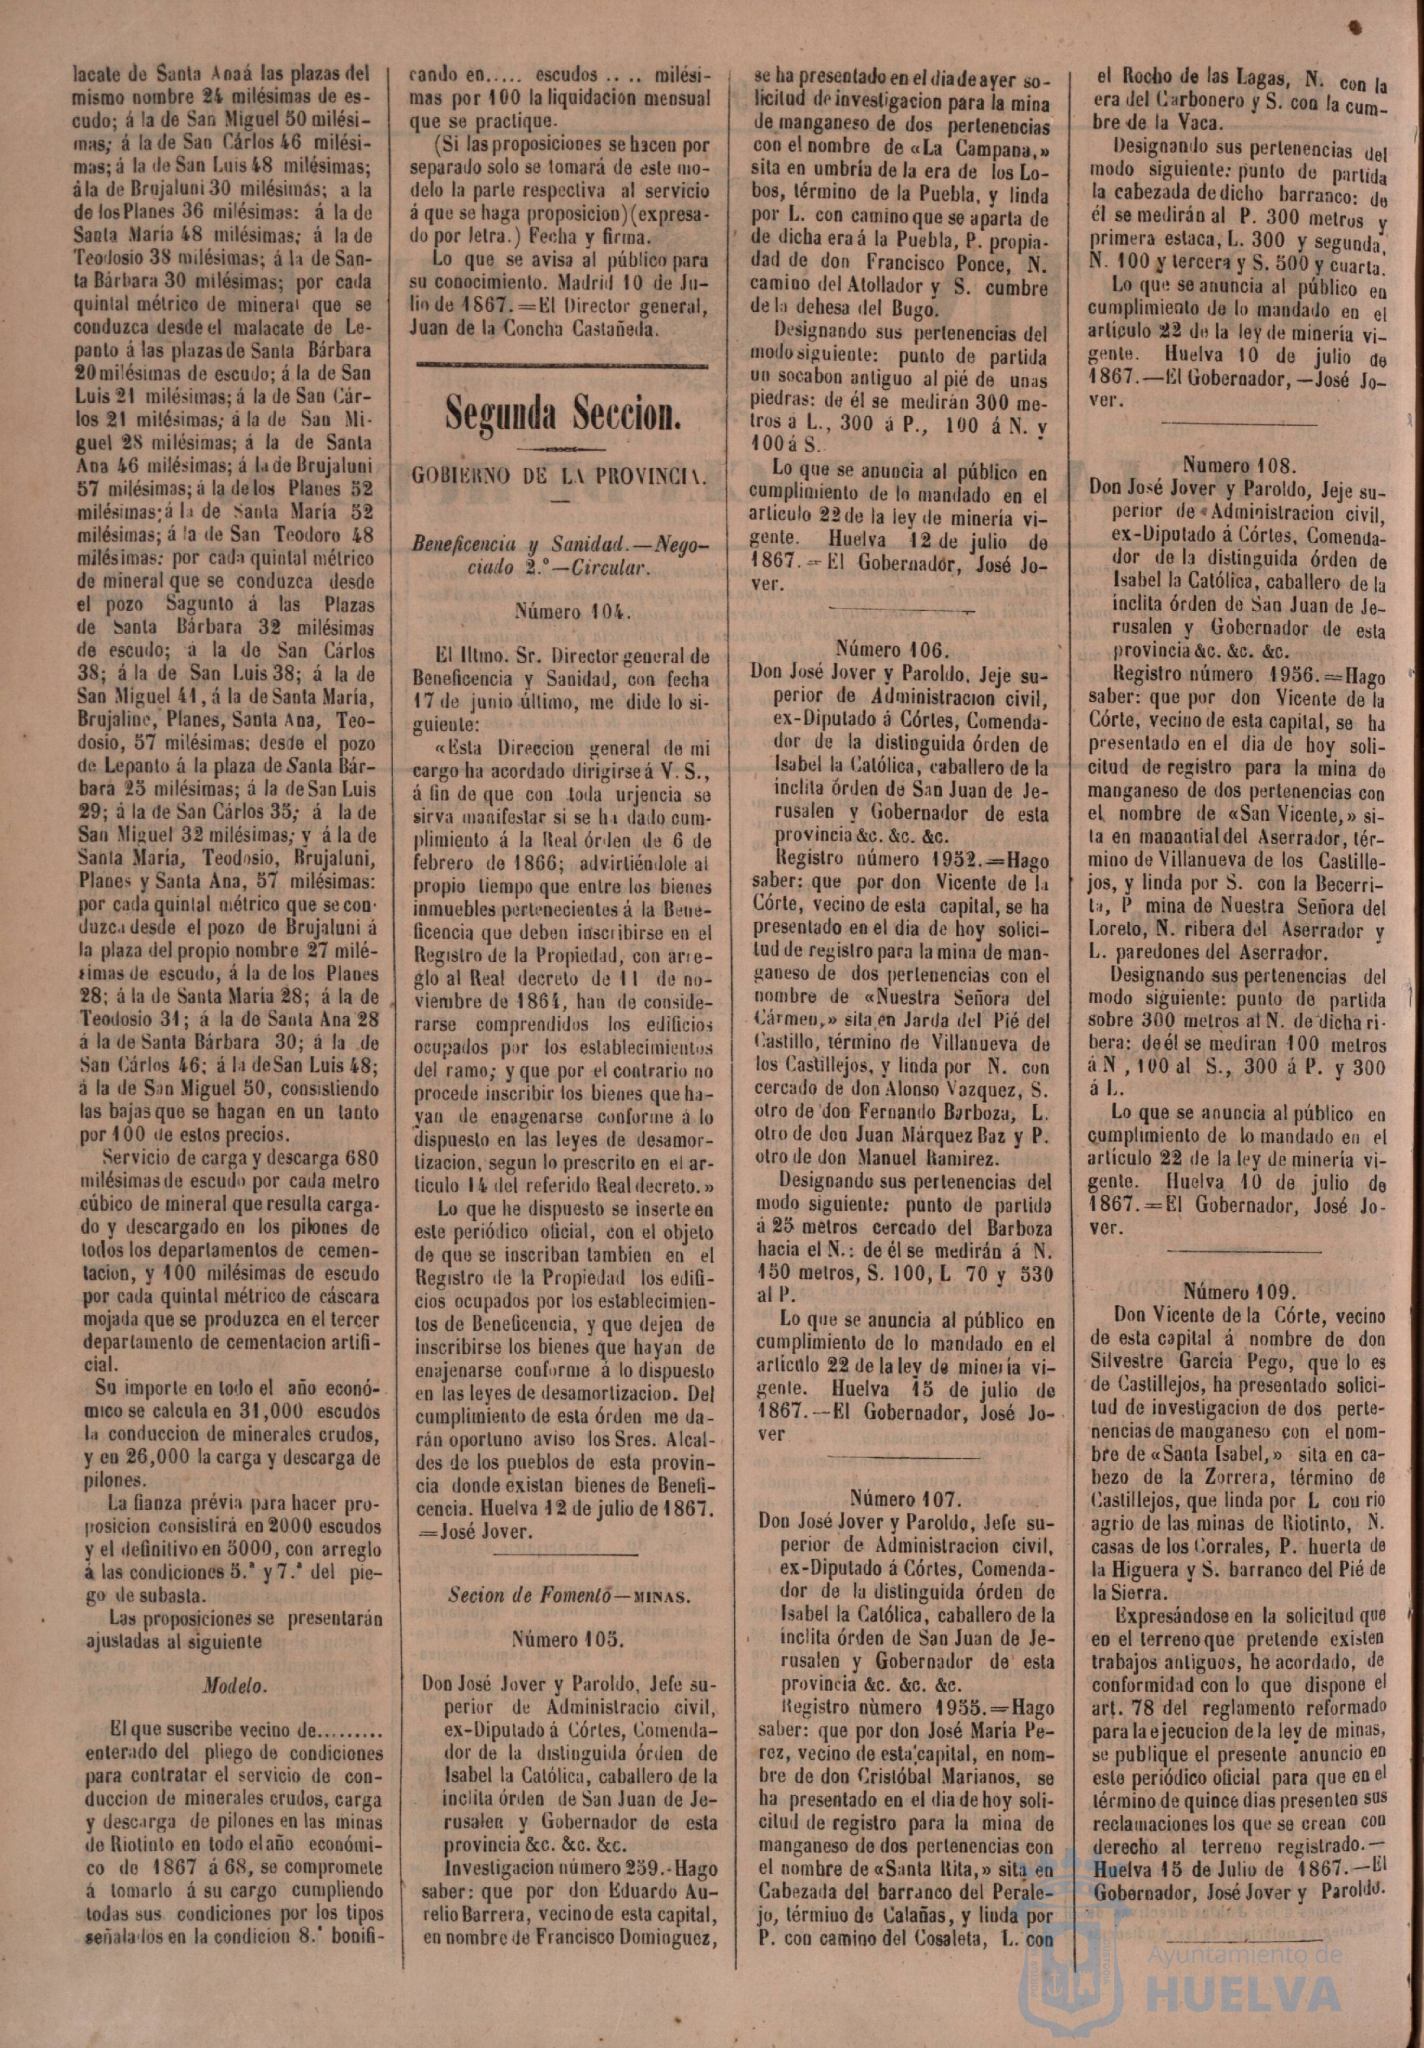 lacate de Santa Anaá las plazas del
mismo nombre 24 milésimas de es-
cudo; á la de San Miguel 50 milési-
mas; á la de San Cárlos 46 milési-
mas; á la de San Luis 48 milésimas;
ála de Brujaluni 30 milésimas; a la
de los Planes 36 milésimas: á la de
Santa María 48 milésimas; á la de
Teodosio 38 milésimas; á la de San-
ta Bárbara 30 milésimas; por cada
quintal métrico de mineral que se
conduzca desde el malacate de Le-
panto á las plazas de Santa Bárbara
20 milésimas de escudo; á la de San
Luis 21 milésimas; á la de San Cár-
los 21 milésimas; á la de San Mi-
guel 28 milésimas; á la de Santa
Ana 46 milésimas; á la de Brujaluni
57 milésimas; á la de los Planes 52
milésimas; á la de Santa María 52
milésimas; á la de San Teodoro 48
milésimas: por cada quintal métrico
de mineral que se conduzca desde
el pozo Sagunto á las Plazas
de Santa Bárbara 32 milésimas
de escudo; á la de San Cárlos
38; á la de San Luis 38; á la de
San Miguel 41, á la de Santa María,
Brujaline, Planes, Santa Ana, Teo-
dosio, 57 milésimas; desde el pozo
de Lepanto á la plaza de Santa Bár-
bara 25 milésimas; á la de San Luis
29; á la de San Cárlos 35; á la de
San Miguel 32 milésimas; y á la de
Santa María, Teodosio, Brujaluni,
Planes y Santa Ana, 57 milésimas:
por cada quintal métrico que se con-
duzca desde el pozo de Brujaluni á
la plaza del propio nombre 27 milé-
simas de escudo, á la de los Planes
28; á la de Santa María 28; á la de
Teodosio 31; á la de Santa Ana 28
á la de Santa Bárbara 30; á la de
San Cárlos 46; á la de San Luis 48;
á la de San Miguel 50, consistiendo
las bajas que se hagan en un tanto
por 100 de estos precios.
Servicio de carga y descarga 680
milésimas de escudo por cada metro
cúbico de mineral que resulta carga-
do y descargado en los pilones de
todos los departamentos de cemen-
tacion, y 100 milésimas de escudo
por cada quintal métrico de cáscara
mojada que se produzca en el tercer
departamento de cementacion artifi-
cial.
Su importe en todo el año econó-
mico se calcula en 31,000 escudos
la conduccion de minerales crudos,
y en 26,000 la carga y descarga de
pilones.
La fianza prévia para hacer pro-
posicion consistirá en 2000 escudos
y el definitivo en 5000, con arreglo
á las condiciones 5.ª y 7.ª del plie-
go de subasta.
Las proposiciones se presentarán
ajustadas al siguiente
Modelo.
El que suscribe vecino de.........
enterado del pliego de condiciones
para contratar el servicio de con-
duccion de minerales crudos, carga
y descarga de pilones en las minas
de Riotinto en todo el año económi-
co de 1867 á 68, se compromete
á tomarlo á su cargo cumpliendo
todas sus condiciones por los tipos
señalados en la condicion 8.ª bonifi-
cando en..... escudos .. .. milési-
mas por 100 la liquidacion mensual
que se practique.
(Si las proposiciones se hacen por
separado solo se tomará de este mo-
delo la parte respectiva al servicio
á que se haga proposicion) (expresa-
do por letra.) Fecha y firma.
Lo que se avisa al público para
su conocimiento. Madrid 10 de Ju-
lio de 1867.=El Director general,
Juan de la Concha Castañeda.
Segunda Seccion.
GOBIERNO DE LA PROVINCIA.
Beneficencia y Sanidad.—Nego-
ciado 2.º—Circular.
Número 104.
El Iltmo. Sr. Director general de
Beneficencia y Sanidad, con fecha
17 de junio último, me dide lo si-
guiente:
«Esta Direccion general de mi
cargo ha acordado dirigirse á V. S.,
á fin de que con toda urjencia se
sirva manifestar si se ha dado cum-
plimiento á la Real órden de 6 de
febrero de 1866; advirtiéndole al
propio tiempo que entre los bienes
inmuebles pertenecientes á la Bene-
ficencia que deben inscribirse en el
Registro de la Propiedad, con arre-
glo al Real decreto de 11 de no-
viembre de 1864, han de conside-
rarse comprendidos los edificios
ocupados por los establecimientos
del ramo; y que por el contrario no
procede inscribir los bienes que ha-
yan de enagenarse conforme á lo
dispuesto en las leyes de desamor-
tizacion, segun lo prescrito en el ar-
ticulo 14 del referido Real decreto.»
Lo que he dispuesto se inserte en
este periódico oficial, con el objeto
de que se inscriban tambien en el
Registro de la Propiedad los edifi-
cios ocupados por los establecimien-
tos de Beneficencia, y que dejen de
inscribirse los bienes que hayan de
enajenarse conforme á lo dispuesto
en las leyes de desamortizacion. Del
cumplimiento de esta órden me da-
rán oportuno aviso los Sres. Alcal-
des de los pueblos de esta provin-
cia donde existan bienes de Benefi-
cencia. Huelva 12 de julio de 1867.
=José Jover.
Secion de Fomento—MINAS.
Número 105.
Don José Jover y Paroldo, Jefe su-
perior de Administracio civil,
ex-Diputado á Córtes, Comenda-
dor de la distinguida órden de
Isabel la Católica, caballero de la
inclita órden de San Juan de Je-
rusalen y Gobernador de esta
provincia &c. &c. &c.
Investigacion número 259.-Hago
saber: que por don Eduardo Au-
relio Barrera, vecino de esta capital,
en nombre de Francisco Dominguez,
se ha presentado en el dia de ayer so-
licitud de investigacion para la mina
de manganeso de dos pertenencias
con el nombre de «La Campana,»
sita en umbría de la era de los Lo-
bos, término de la Puebla, y linda
por L. con camino que se aparta de
de dicha era á la Puebla, P. propia-
dad de don Francisco Ponce, N.
camino del Atollador y S. cumbre
de la dehesa del Bugo.
Designando sus pertenencias del
modo siguiente: punto de partida
un socabon antiguo al pié de unas
piedras: de él se medirán 300 me-
tros a L., 300 á P., 100 á N. y
100 á S.
Lo que se anuncia al público en
cumplimiento de lo mandado en el
articulo 22 de la ley de minería vi-
gente. Huelva 12 de julio de
1867.=El Gobernador, José Jo-
ver.
Número 106.
Don José Jover y Paroldo, Jeje su-
perior de Administracion civil,
ex-Diputado á Córtes, Comenda-
dor de la distinguida órden de
Isabel la Católica, caballero de la
inclita órden de San Juan de Je-
rusalen y Gobernador de esta
provincia &c. &c. &c.
Registro número 1952.=Hago
saber: que por don Vicente de la
Córte, vecino de esta capital, se ha
presentado en el dia de hoy solici-
tud de registro para la mina de man-
ganeso de dos pertenencias con el
nombre de «Nuestra Señora del
Cármen,» sita en Jarda del Pié del
Castillo, término de Villanueva de
los Castillejos, y linda por N. con
cercado de don Alonso Vazquez, S.
otro de don Fernando Barboza, L.
otro de don Juan Márquez Baz y P.
otro de don Manuel Ramirez.
Designando sus pertenencias del
modo siguiente: punto de partida
á 25 metros cercado del Barboza
hacia el N.: de él se medirán á N.
150 metros, S. 100, L 70 y 530
al P.
Lo que se anuncia al público en
cumplimiento de lo mandado en el
artículo 22 de la ley de minería vi-
gente. Huelva 15 de julio de
1867.—El Gobernador, José Jo-
ver
Número 107.
Don José Jover y Paroldo, Jefe su-
perior de Administracion civil,
ex-Diputado á Córtes, Comenda-
dor de la distinguida órden de
Isabel la Católica, caballero de la
ínclita órden de San Juan de Je-
rusalen y Gobernador de esta
provincia &c. &c. &c.
Registro número 1955.=Hago
saber: que por don José María Pe-
rez, vecino de esta capital, en nom-
bre de don Cristóbal Marianos, se
ha presentado en el dia de hoy soli-
citud de registro para la mina de
manganeso de dos pertenencias con
el nombre de «Santa Rita,» sita en
Cabezada del barranco del Perale-
jo, término de Calañas, y linda por
P. con camino del Cosaleta, L. con
el Rocho de las Lagas, N. con la
era del Carbonero y S. con la cum-
bre de la Vaca.
Designando sus pertenencias del
modo siguiente: punto de partida
la cabezada de dicho barranco: de
él se medirán al P. 300 metros y
primera estaca, L. 300 y segunda,
N. 100 y tercera y S. 500 y cuarta.
Lo que se anuncia al público en
cumplimiento de lo mandado en el
artículo 22 de la ley de minería vi-
gente. Huelva 10 de julio de
1867.—El Gobernador,—José Jo-
ver.
Numero 108.
Don José Jover y Paroldo, Jeje su-
perior de Administracion civil,
ex-Diputado á Córtes, Comenda-
dor de la distinguida órden de
Isabel la Católica, caballero de la
ínclita órden de San Juan de Je-
rusalen y Gobernador de esta
provincia &c. &c. &c.
Registro número 1956.=Hago
saber: que por don Vicente de la
Córte, vecino de esta capital, se ha
presentado en el dia de hoy soli-
citud de registro para la mina de
manganeso de dos pertenencias con
el nombre de «San Vicente,» si-
ta en manantial del Aserrador, tér-
mino de Villanueva de los Castille-
jos, y linda por S. con la Becerri-
ta, P mina de Nuestra Señora del
Loreto, N. ribera del Aserrador y
L. paredones del Aserrador.
Designando sus pertenencias del
modo siguiente: punto de partida
sobre 300 metros al N. de dicha ri-
bera: de él se mediran 100 metros
á N , 100 al S., 300 á P. y 300
á L.
Lo que se anuncia al público en
cumplimiento de lo mandado en el
artículo 22 de la ley de minería vi-
gente. Huelva 10 de julio de
1867.=El Gobernador, José Jo-
ver.
Número 109.
Don Vicente de la Córte, vecino
de esta capital á nombre de don
Silvestre García Pego, que lo es
de Castillejos, ha presentado solici-
tud de investigacion de dos perte-
nencias de manganeso con el nom-
bre de «Santa Isabel,» sita en ca-
bezo de la Zorrera, término de
Castillejos, que linda por L con rio
agrio de las minas de Riotinto, N.
casas de los Corrales, P. huerta de
la Higuera y S. barranco del Pié de
la Sierra.
Expresándose en la solicitud que
en el terreno que pretende existen
trabajos antiguos, he acordado, de
conformidad con lo que dispone el
art. 78 del reglamento reformado
para la ejecucion de la ley de minas,
se publique el presente anuncio en
este periódico oficial para que en el
término de quince dias presenten sus
reclamaciones los que se crean con
derecho al terreno registrado.—
Huelva 15 de Julio de 1867.—El
Gobernador, José Jover y Paroldo.
Ayuntamiento de
HUELVA